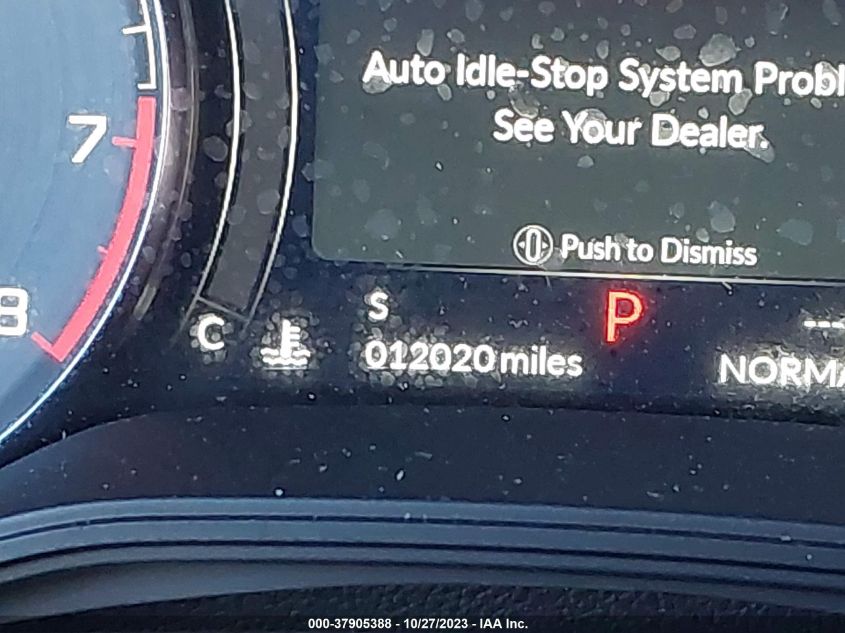 Auto Idle-Stop System Probl
See Your Dealer.
Push to Dismiss
7
8
C
S
P
---
012020 miles
NORMA
000-37905388 - 10/27/2023 - IAA Inc.